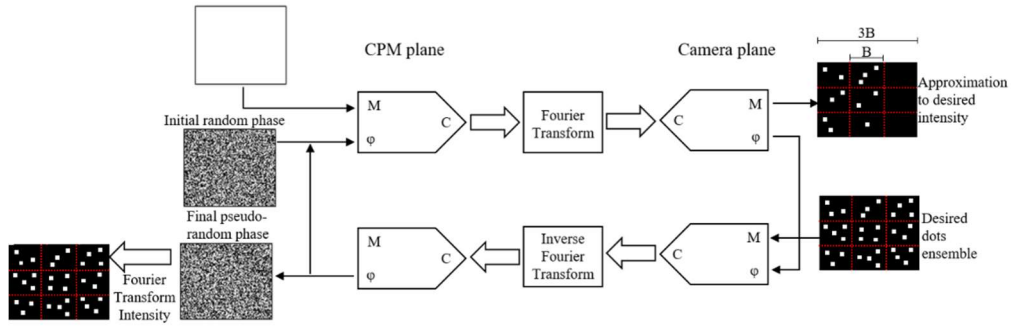 CPM plane
Camera plane
3B
B
M
C
φ
Fourier
Transform
C
M
φ
Approximation
to desired
intensity
Initial random phase
Final pseudo-
random phase
Fourier
Transform
Intensity
M
C
φ
Inverse
Fourier
Transform
C
M
φ
Desired
dots
ensemble